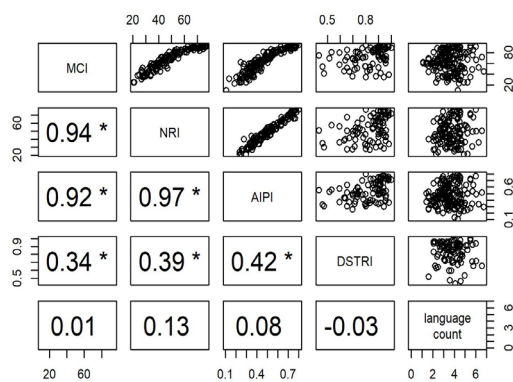 20 40 60 0.5 0.8
MCI 20 60
20 60 0.94 * NRI
0.92 * 0.97 * AIPI 0.1 0.6
0.5 0.9 0.34 * 0.39 * 0.42 * DSTRI
0.01 0.13 0.08 -0.03 language
count 0 3 6
20 60 0.1 0.4 0.7 0 1 2 4 6